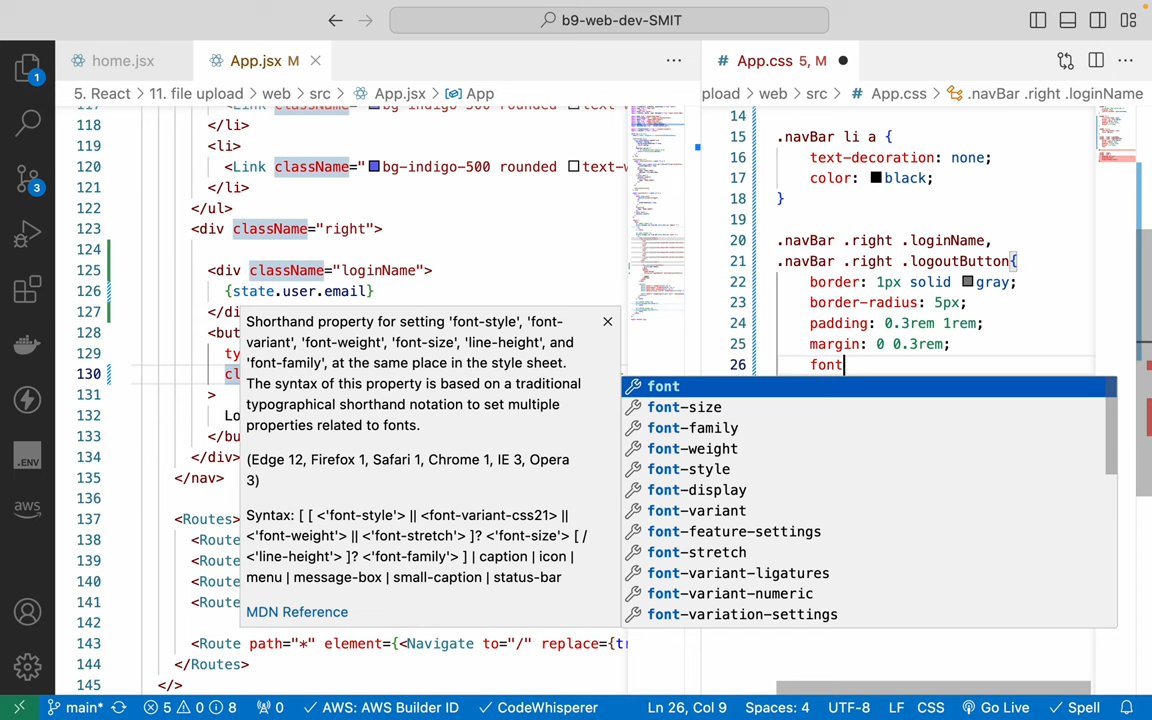 b9-web-dev-SMIT
home.jsx
App.jsx M
App.css 5, M
5. React > 11. file upload > web > src > App.jsx > App
pload > web > src > # App.css > .navBar .right .loginName
118 </li>
119 <li>
120 <Link className="bg-indigo-500 rounded text-w
121 </li>
122 </ul>
123 <div className="right">
124
125 <div className="loginName">
126 {state.user.email}
127 </di
128 <bu
129 ty
130 cl
131 >
132 Lo
133 </bu
134 </div>
135 </nav>
136
137 <Routes>
138 <Route
139 <Route
140 <Route
141 <Route
142
143 <Route path="*" element={<Navigate to="/" replace={tr
144 </Routes>
145 </>
Shorthand property for setting 'font-style', 'font-
variant', 'font-weight', 'font-size', 'line-height', and
'font-family', at the same place in the style sheet.
The syntax of this property is based on a traditional
typographical shorthand notation to set multiple
properties related to fonts.
(Edge 12, Firefox 1, Safari 1, Chrome 1, IE 3, Opera
3)
Syntax: [ [ <'font-style'> || <font-variant-css21> ||
<'font-weight'> || <'font-stretch'> ]? <'font-size'> [ /
<'line-height'> ]? <'font-family'> ] | caption | icon |
menu | message-box | small-caption | status-bar
MDN Reference
14
15 .navBar li a {
16 text-decoration: none;
17 color: black;
18 }
19
20 .navBar .right .loginName,
21 .navBar .right .logoutButton{
22 border: 1px solid gray;
23 border-radius: 5px;
24 padding: 0.3rem 1rem;
25 margin: 0 0.3rem;
26 font
font
font-size
font-family
font-weight
font-style
font-display
font-variant
font-feature-settings
font-stretch
font-variant-ligatures
font-variant-numeric
font-variation-settings
1
3
.ENV
aws
main* 5 0 8 0 AWS: AWS Builder ID CodeWhisperer Ln 26, Col 9 Spaces: 4 UTF-8 LF CSS Go Live Spell